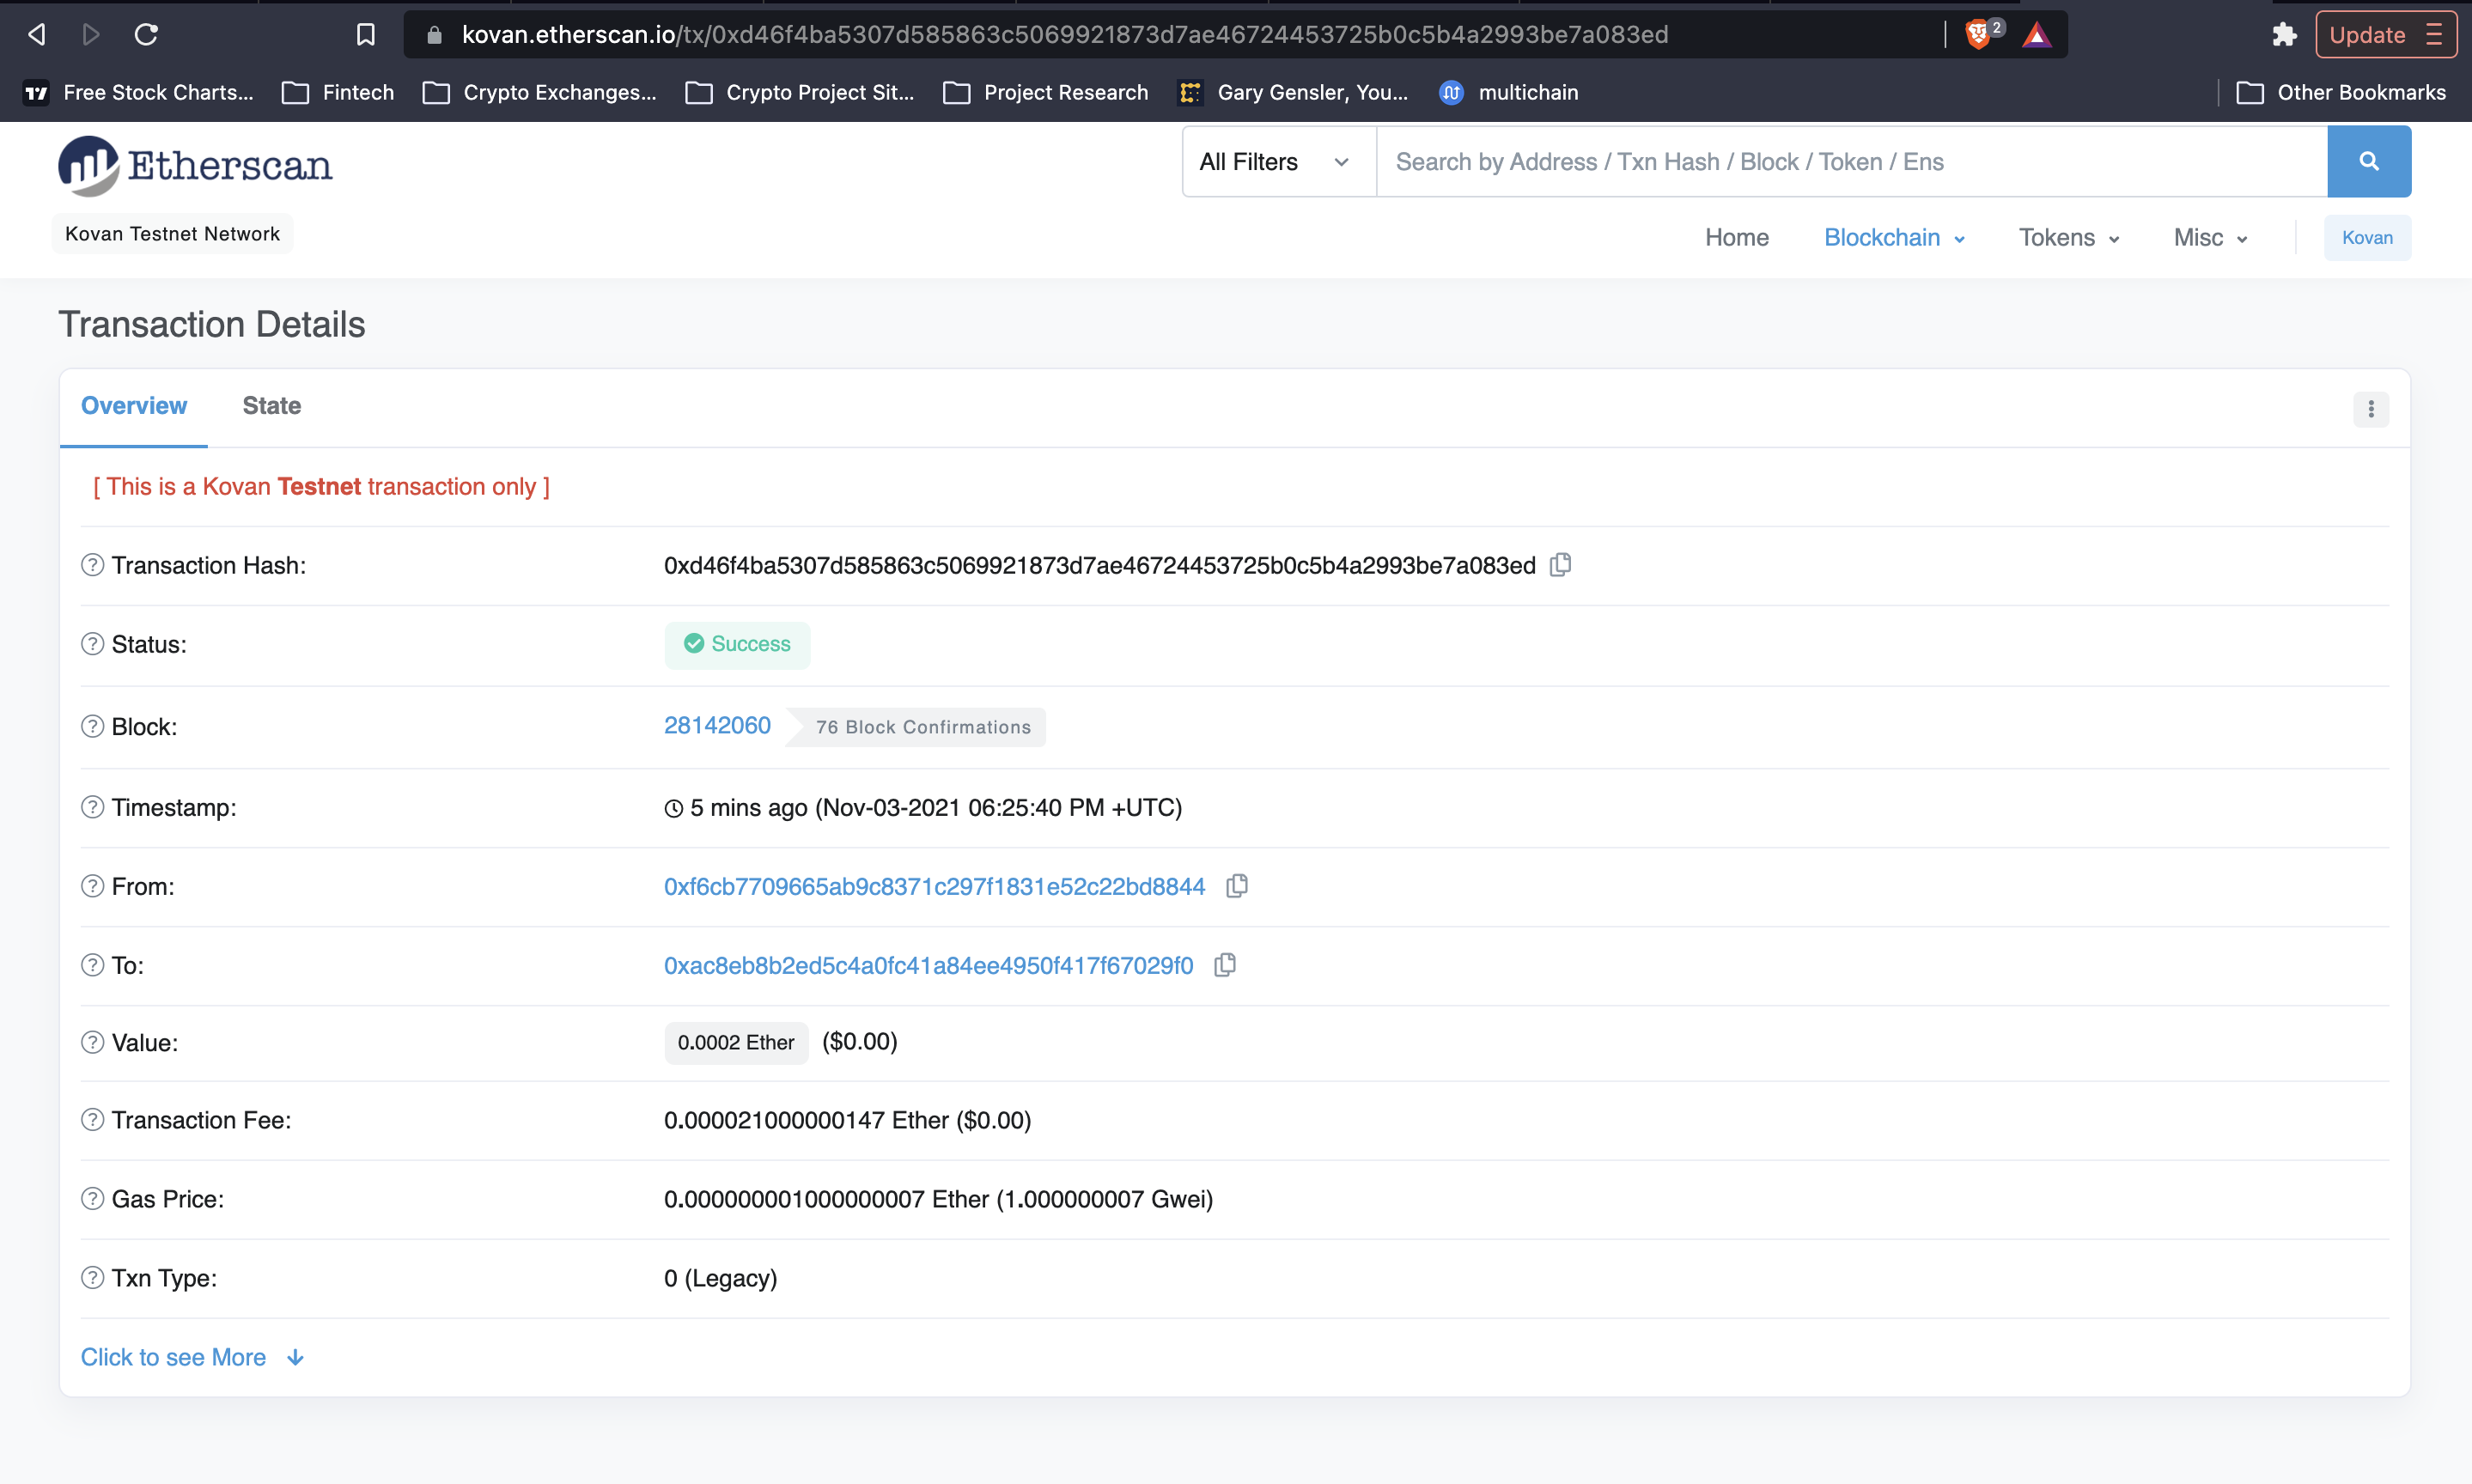 kovan.etherscan.io/tx/0xd46f4ba5307d585863c5069921873d7ae46724453725b0c5b4a2993be7a083ed
2
Update
Free Stock Charts... Fintech Crypto Exchanges... Crypto Project Sit... Project Research Gary Gensler, You... multichain Other Bookmarks
Etherscan
All Filters Search by Address / Txn Hash / Block / Token / Ens
Kovan Testnet Network
Home Blockchain Tokens Misc Kovan
Transaction Details
Overview State
[ This is a Kovan Testnet transaction only ]
Transaction Hash: 0xd46f4ba5307d585863c5069921873d7ae46724453725b0c5b4a2993be7a083ed
Status: Success
Block: 28142060 76 Block Confirmations
Timestamp: 5 mins ago (Nov-03-2021 06:25:40 PM +UTC)
From: 0xf6cb7709665ab9c8371c297f1831e52c22bd8844
To: 0xac8eb8b2ed5c4a0fc41a84ee4950f417f67029f0
Value: 0.0002 Ether ($0.00)
Transaction Fee: 0.000021000000147 Ether ($0.00)
Gas Price: 0.000000001000000007 Ether (1.000000007 Gwei)
Txn Type: 0 (Legacy)
Click to see More